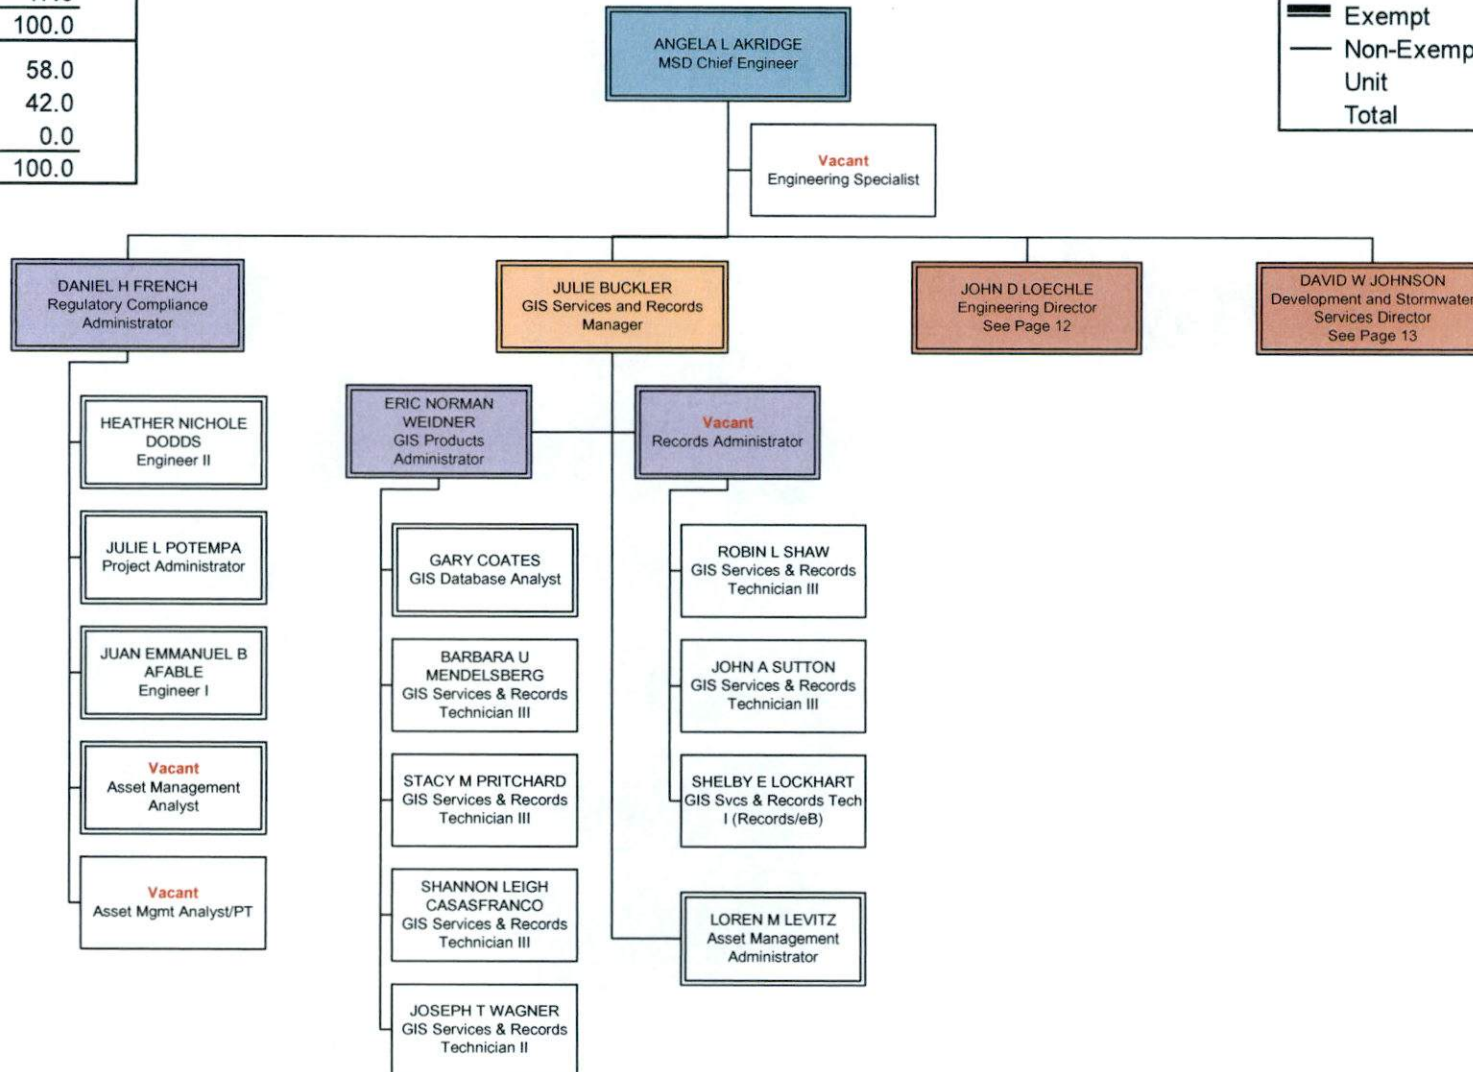 100.0
58.0
42.0
0.0
100.0
Exempt
Non-Exemp
Unit
Total
ANGELA L AKRIDGE
MSD Chief Engineer
Vacant
Engineering Specialist
DANIEL H FRENCH
Regulatory Compliance
Administrator
JULIE BUCKLER
GIS Services and Records
Manager
JOHN D LOECHLE
Engineering Director
See Page 12
DAVID W JOHNSON
Development and Stormwater
Services Director
See Page 13
HEATHER NICHOLE
DODDS
Engineer II
JULIE L POTEMPA
Project Administrator
JUAN EMMANUEL B
AFABLE
Engineer I
Vacant
Asset Management
Analyst
Vacant
Asset Mgmt Analyst/PT
ERIC NORMAN
WEIDNER
GIS Products
Administrator
GARY COATES
GIS Database Analyst
BARBARA U
MENDELSBERG
GIS Services & Records
Technician III
STACY M PRITCHARD
GIS Services & Records
Technician III
SHANNON LEIGH
CASASFRANCO
GIS Services & Records
Technician III
JOSEPH T WAGNER
GIS Services & Records
Technician II
Vacant
Records Administrator
ROBIN L SHAW
GIS Services & Records
Technician III
JOHN A SUTTON
GIS Services & Records
Technician III
SHELBY E LOCKHART
GIS Svcs & Records Tech
I (Records/eB)
LOREN M LEVITZ
Asset Management
Administrator